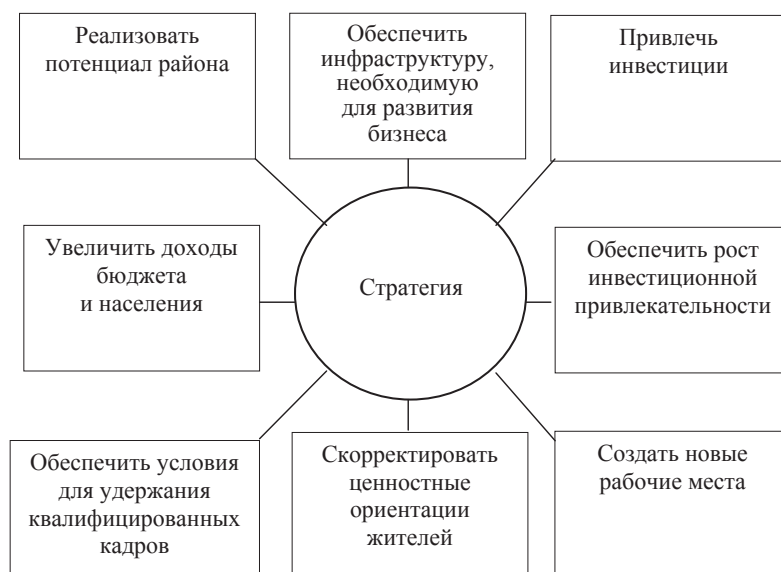 Реализовать
потенциал района
Обеспечить
инфраструктуру,
необходимую
для развития
бизнеса
Привлечь
инвестиции
Увеличить доходы
бюджета
и населения
Стратегия
Обеспечить рост
инвестиционной
привлекательности
Обеспечить условия
для удержания
квалифицированных
кадров
Скорректировать
ценностные
ориентации
жителей
Создать новые
рабочие места